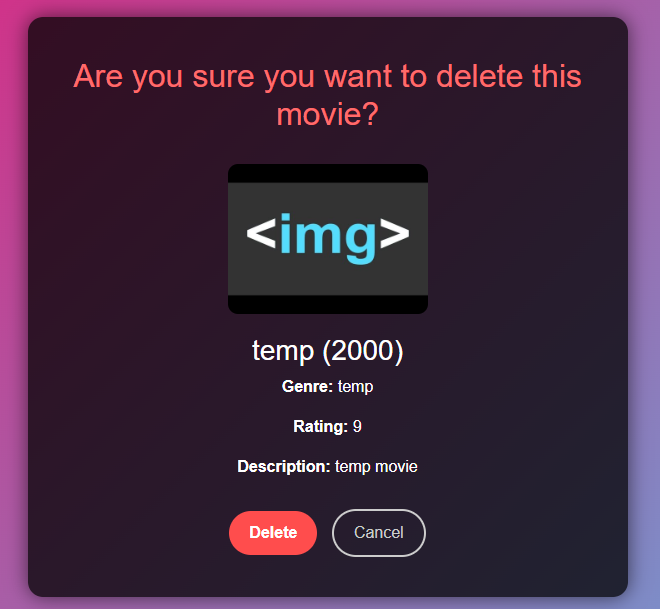 Are you sure you want to delete this
movie?
<img>
temp (2000)
Genre: temp
Rating: 9
Description: temp movie
Delete Cancel